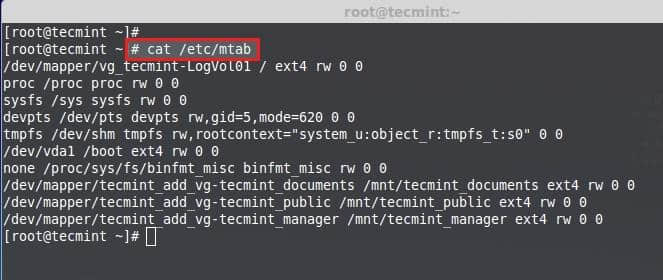 root@tecmint:~
[root@tecmint ~]#
[root@tecmint ~]# cat /etc/mtab
/dev/mapper/vg_tecmint-LogVol01 / ext4 rw 0 0
proc /proc proc rw 0 0
sysfs /sys sysfs rw 0 0
devpts /dev/pts devpts rw,gid=5,mode=620 0 0
tmpfs /dev/shm tmpfs rw,rootcontext="system_u:object_r:tmpfs_t:s0" 0 0
/dev/vda1 /boot ext4 rw 0 0
none /proc/sys/fs/binfmt_misc binfmt_misc rw 0 0
/dev/mapper/tecmint_add_vg-tecmint_documents /mnt/tecmint_documents ext4 rw 0 0
/dev/mapper/tecmint_add_vg-tecmint_public /mnt/tecmint_public ext4 rw 0 0
/dev/mapper/tecmint_add_vg-tecmint_manager /mnt/tecmint_manager ext4 rw 0 0
[root@tecmint ~]#